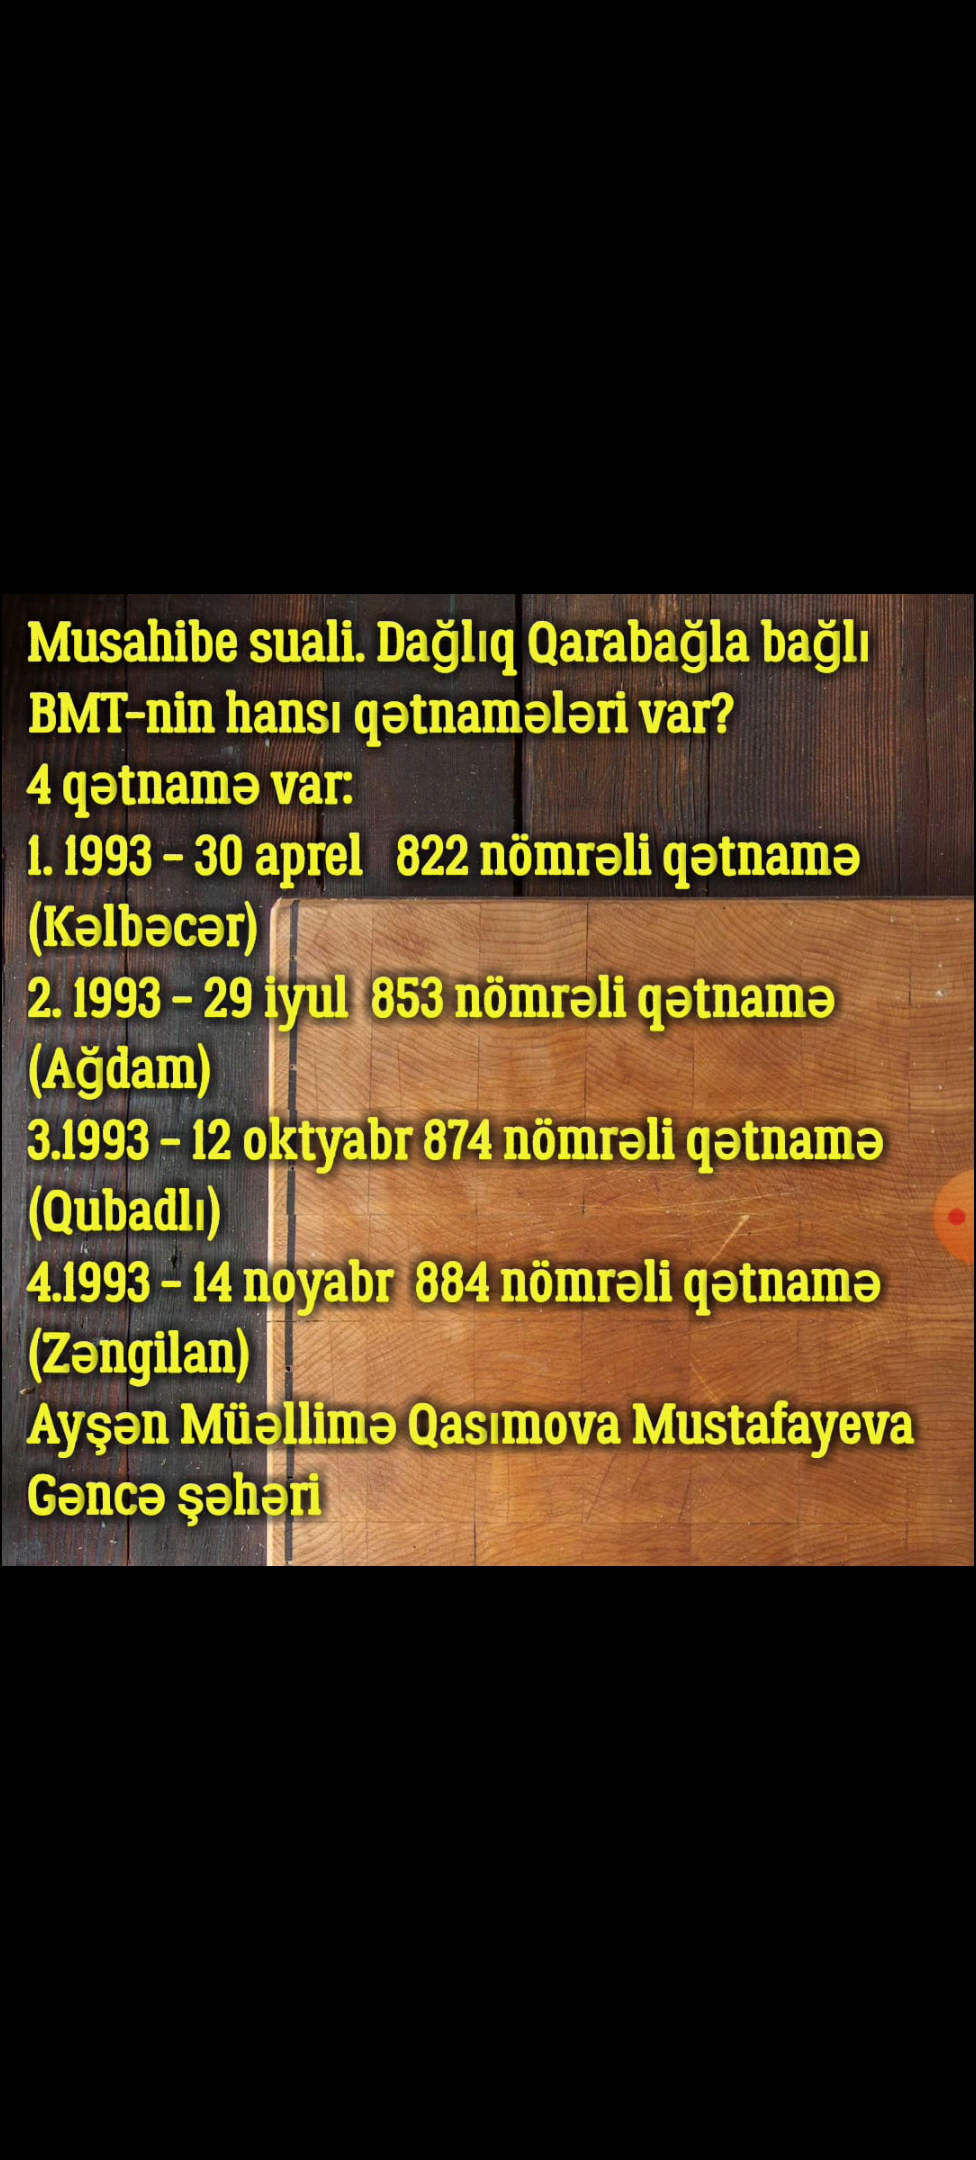 Musahibe suali. Dağlıq Qarabağla bağlı
BMT-nin hansı qətnamələri var?
4 qətnamə var:
1. 1993 - 30 aprel 822 nömrəli qətnamə
(Kəlbəcər)
2. 1993 - 29 iyul 853 nömrəli qətnamə
(Ağdam)
3.1993 - 12 oktyabr 874 nömrəli qətnamə
(Qubadlı)
4.1993 - 14 noyabr 884 nömrəli qətnamə
(Zəngilan)
Ayşən Müəllimə Qasımova Mustafayeva
Gəncə şəhəri